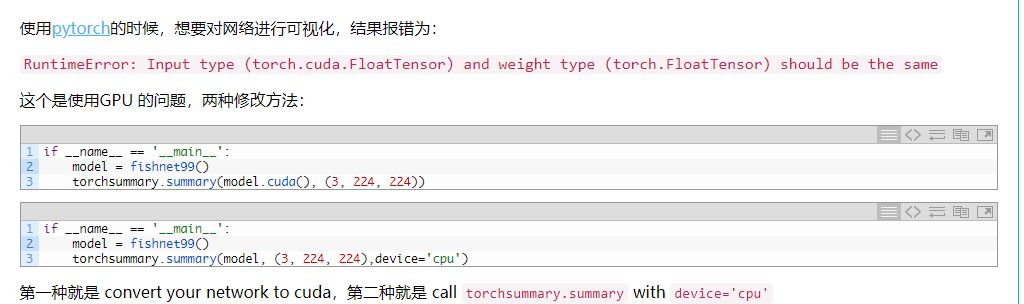 使用pytorch的时候，想要对网络进行可视化，结果报错为：
RuntimeError: Input type (torch.cuda.FloatTensor) and weight type (torch.FloatTensor) should be the same
这个是使用GPU 的问题，两种修改方法：
1 if __name__ == '__main__':
2     model = fishnet99()
3     torchsummary.summary(model.cuda(), (3, 224, 224))
1 if __name__ == '__main__':
2     model = fishnet99()
3     torchsummary.summary(model, (3, 224, 224),device='cpu')
第一种就是 convert your network to cuda，第二种就是 call torchsummary.summary with device='cpu'